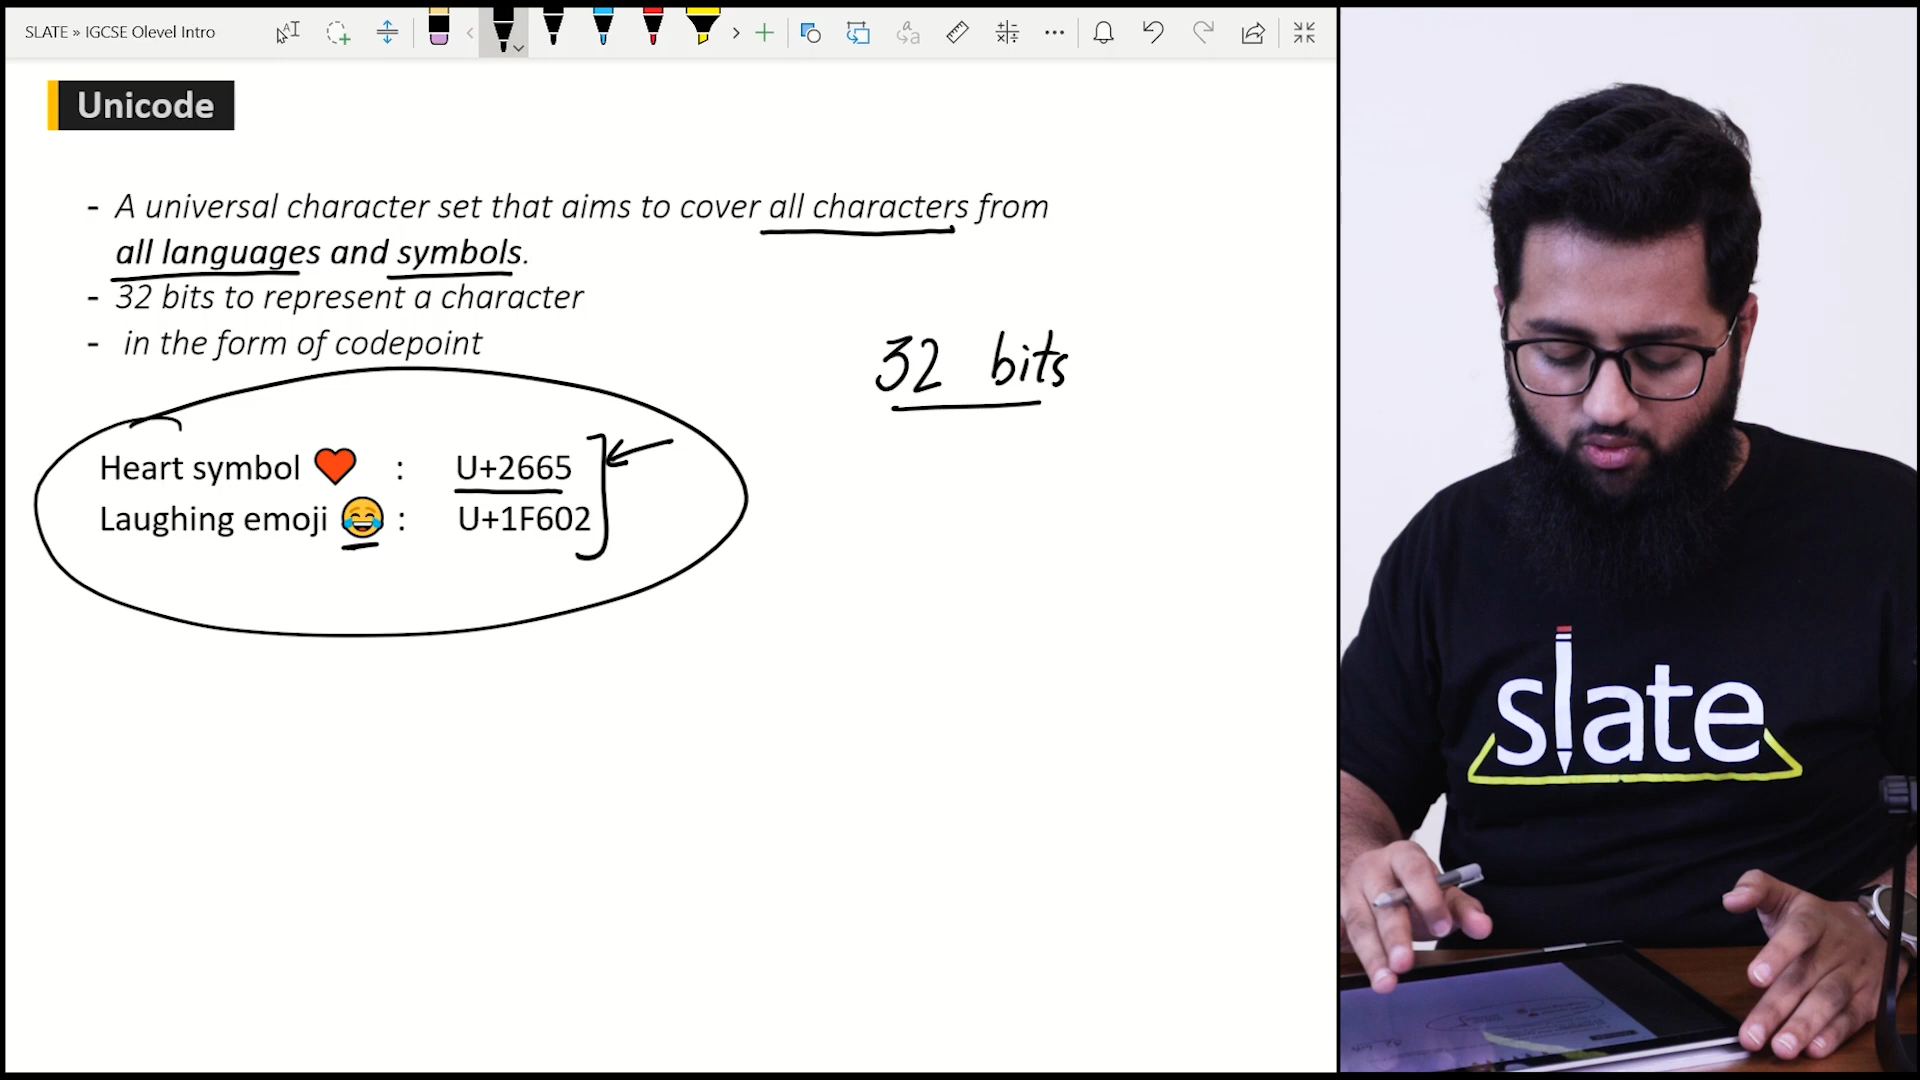 SLATE » IGCSE Olevel Intro
Unicode
- A universal character set that aims to cover all characters from
all languages and symbols.
- 32 bits to represent a character
- in the form of codepoint
32 bits
Heart symbol ❤️ : U+2665
Laughing emoji 😂 : U+1F602
slate